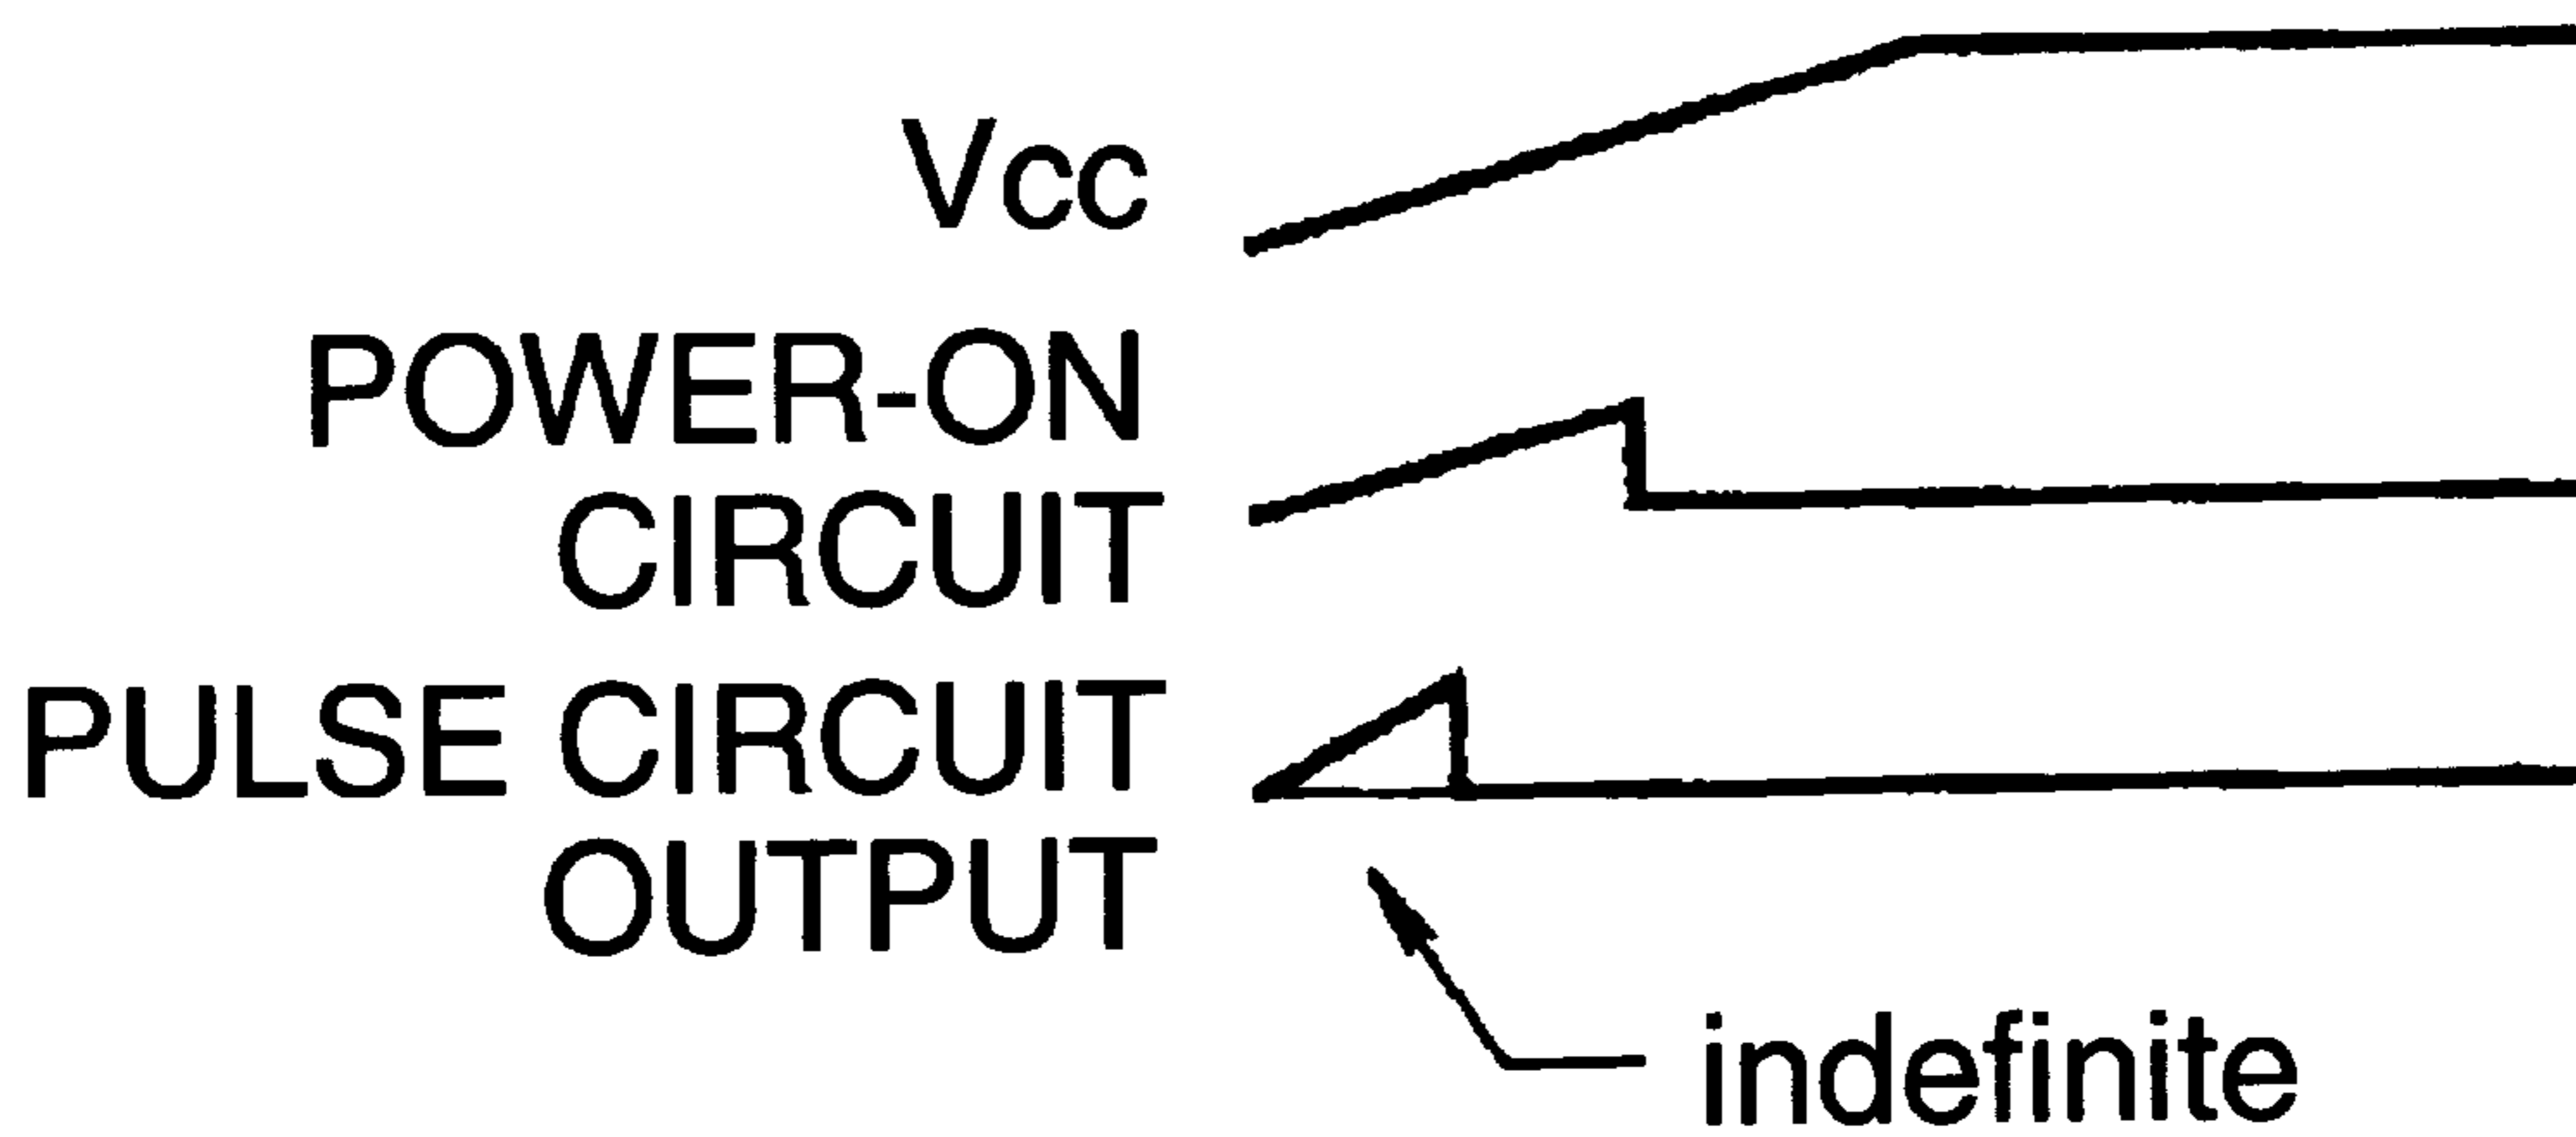 Vcc
POWER-ON
CIRCUIT
PULSE CIRCUIT
OUTPUT
indefinite